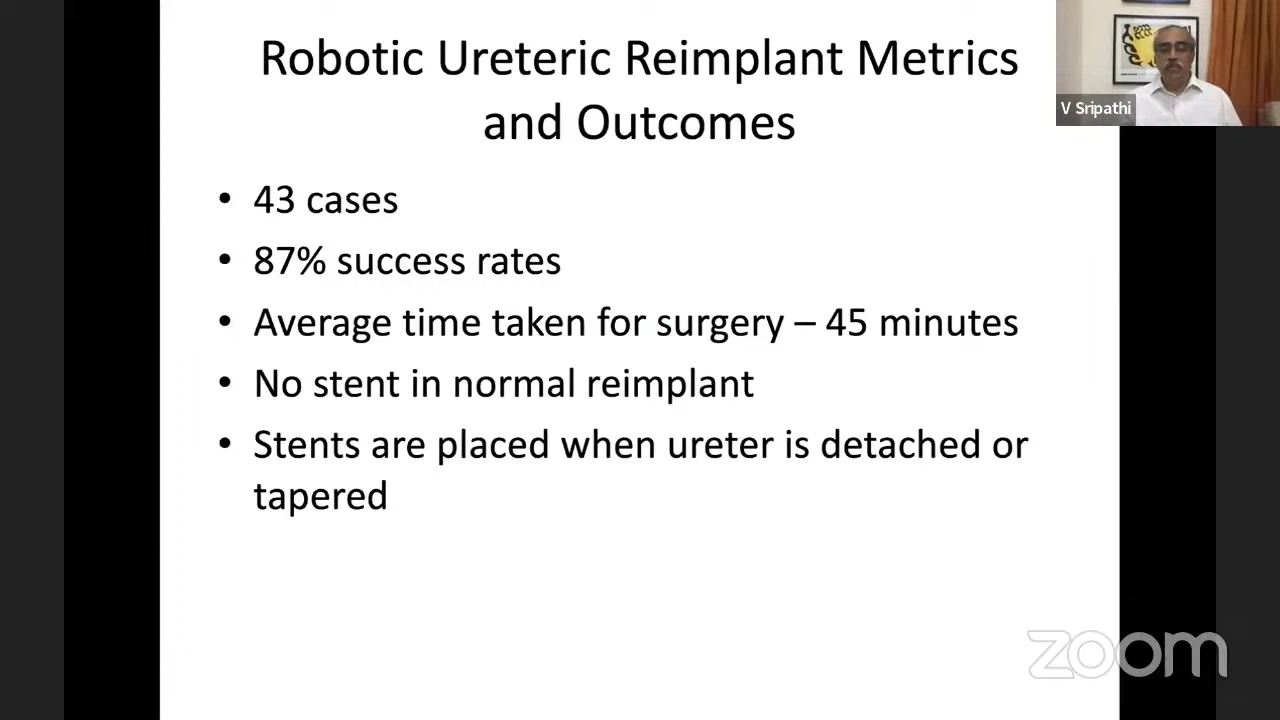 Robotic Ureteric Reimplant Metrics
and Outcomes
V Sripathi
• 43 cases
• 87% success rates
• Average time taken for surgery – 45 minutes
• No stent in normal reimplant
• Stents are placed when ureter is detached or
tapered
zoom